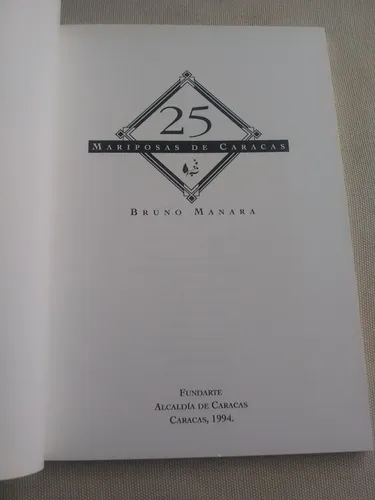 25
MARIPOSAS DE CARACAS
BRUNO MANARA
FUNDARTE
ALCALDÍA DE CARACAS
CARACAS, 1994.